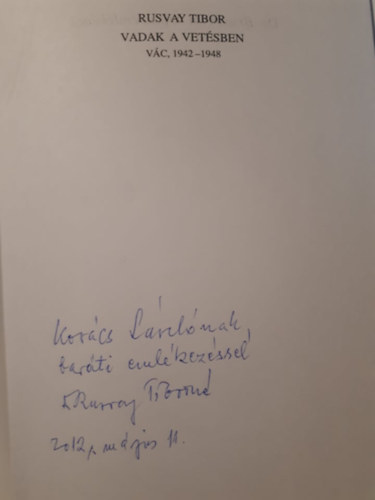 RUSVAY TIBOR
VADAK A VETÉSBEN
VÁC, 1942–1948
Kovács Lászlónak,
baráti emlékezéssel
Rusvay Tiborné
2012. május 11.